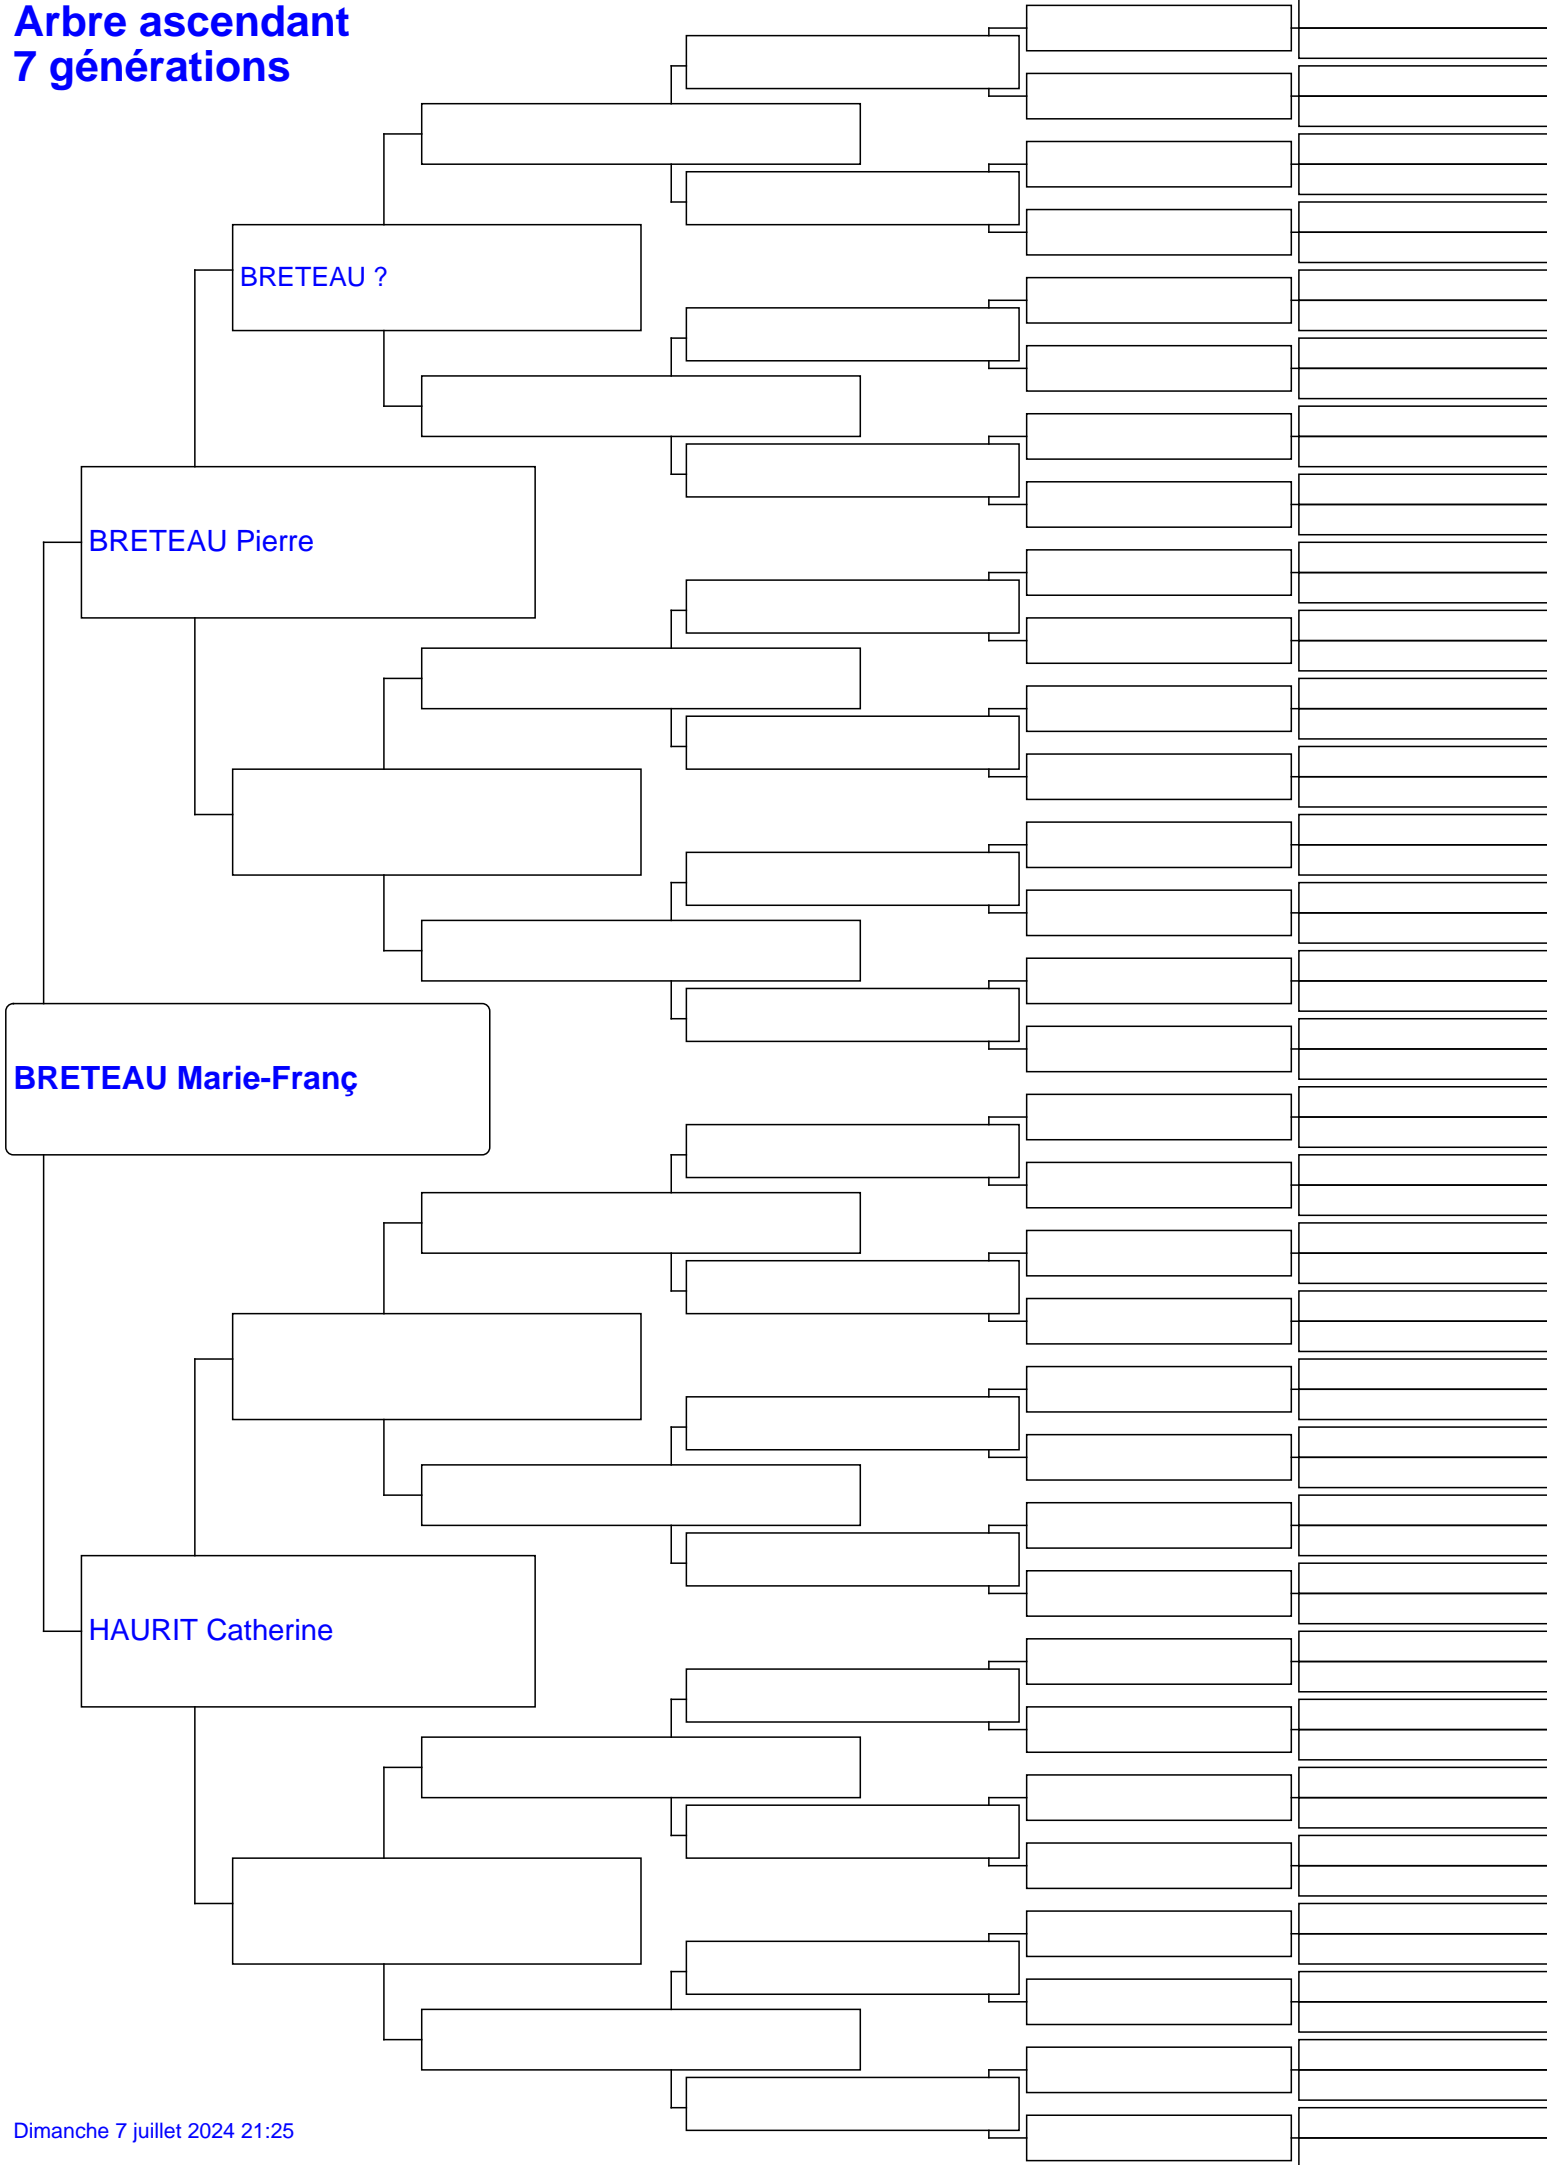 Arbre ascendant
7 générations
BRETEAU ?
BRETEAU Pierre
BRETEAU Marie-Franç
HAURIT Catherine
Dimanche 7 juillet 2024 21:25